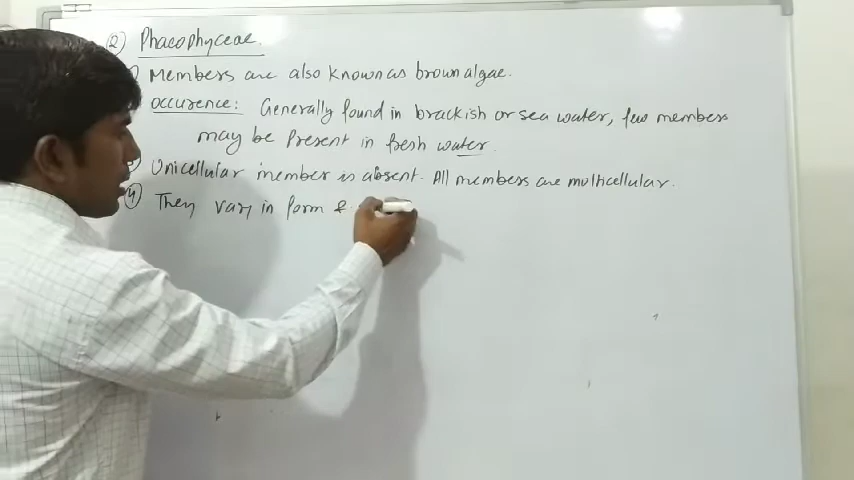 ② Phaeophyceae.
Members are also known as brown algae.
Occurence: Generally found in brackish or sea water, few members
may be Present in fresh water.
Unicellular member is absent. All members are multicellular.
④ They vary in form &